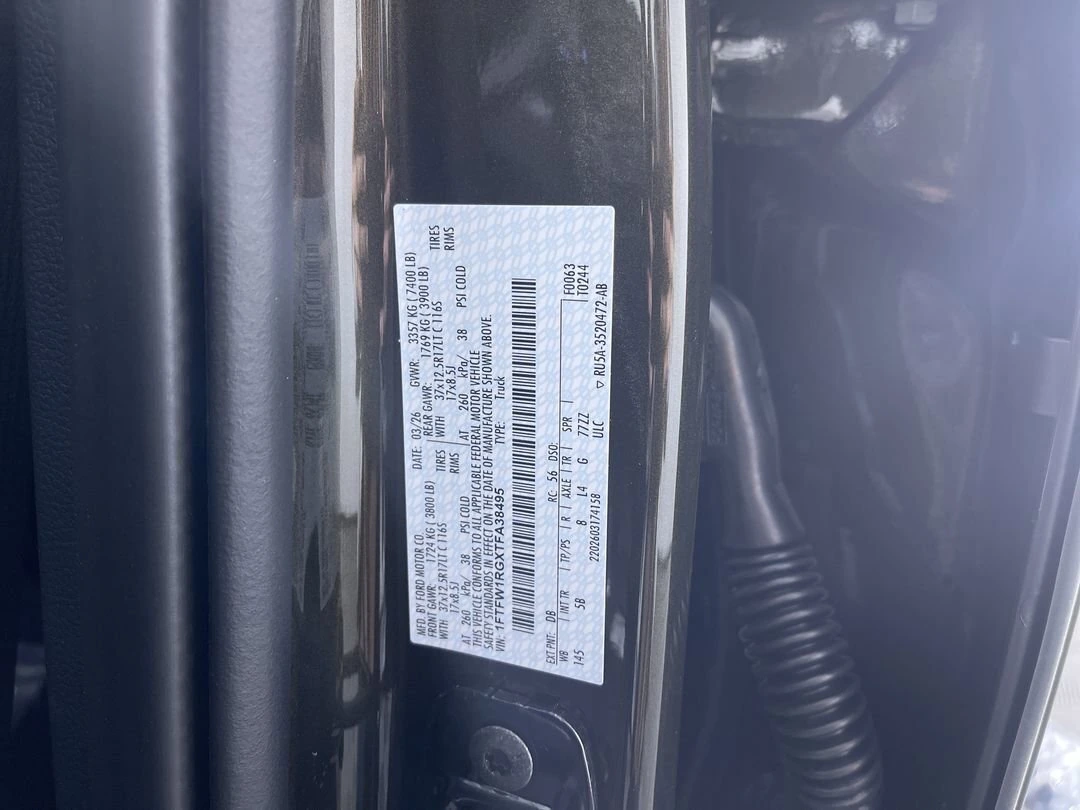 MFD. BY FORD MOTOR CO. DATE: 03/26 GVWR: 3357 KG ( 7400 LB)
FRONT GAWR: 1724 KG ( 3800 LB) REAR GAWR: 1769 KG ( 3900 LB)
WITH 37x12.5R17LT C 116S TIRES WITH 37x12.5R17LT C 116S TIRES
17x8.5J RIMS 17x8.5J RIMS
AT 260 kPa/ 38 PSI COLD AT 260 kPa/ 38 PSI COLD
THIS VEHICLE CONFORMS TO ALL APPLICABLE FEDERAL MOTOR VEHICLE
SAFETY STANDARDS IN EFFECT ON THE DATE OF MANUFACTURE SHOWN ABOVE.
VIN: 1FTFW1RGXTFA38495 TYPE: Truck
EXT PNT: DB RC: 56 DSO: F0063
WB INT TR TP/PS R AXLE TR SPR T0244
145 5B B L4 G 77ZZ
2202603174158 ULC ▽ RU5A-3520472-AB